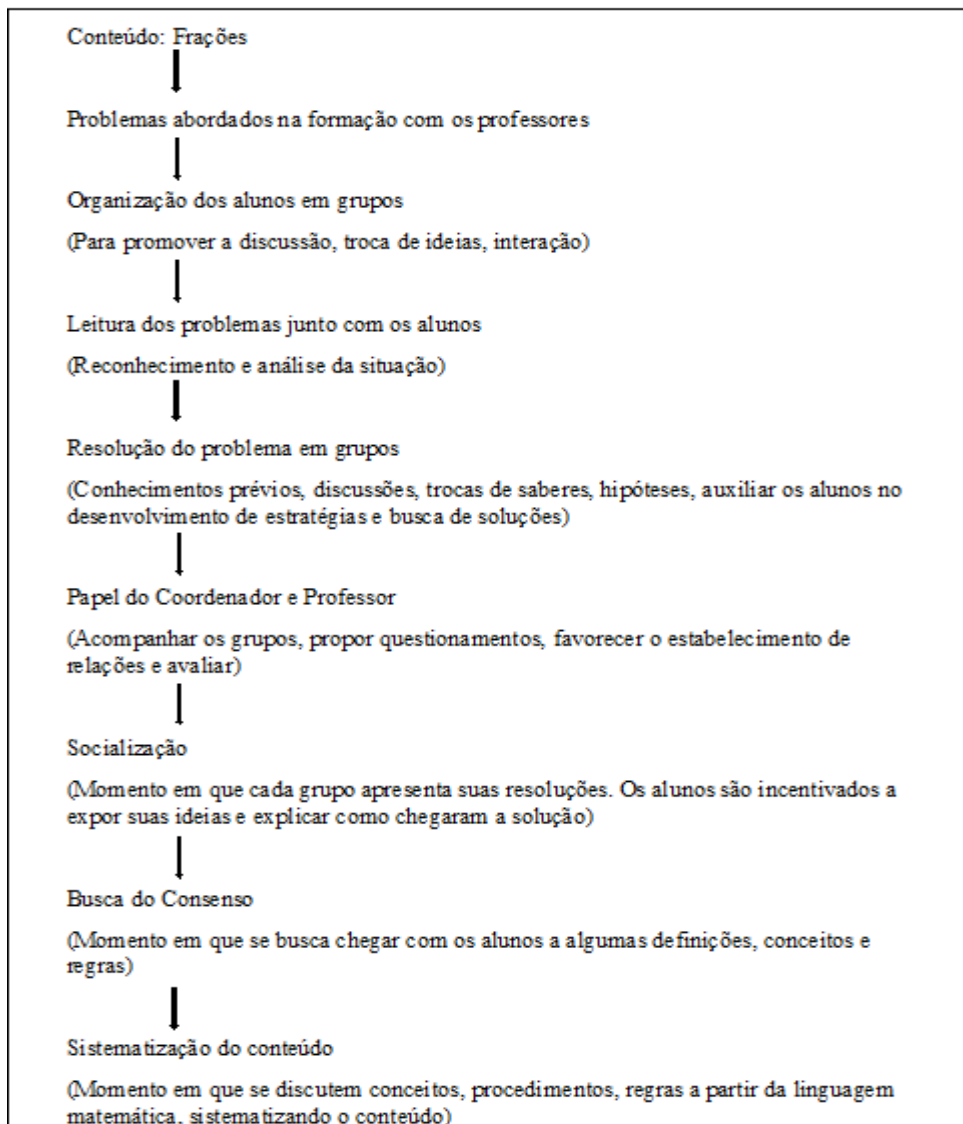 Conteúdo: Frações
Problemas abordados na formação com os professores
Organização dos alunos em grupos
(Para promover a discussão, troca de ideias, interação)
Leitura dos problemas junto com os alunos
(Reconhecimento e análise da situação)
Resolução do problema em grupos
(Conhecimentos prévios, discussões, trocas de saberes, hipóteses, auxiliar os alunos no
desenvolvimento de estratégias e busca de soluções)
Papel do Coordenador e Professor
(Acompanhar os grupos, propor questionamentos, favorecer o estabelecimento de
relações e avaliar)
Socialização
(Momento em que cada grupo apresenta suas resoluções. Os alunos são incentivados a
expor suas ideias e explicar como chegaram a solução)
Busca do Consenso
(Momento em que se busca chegar com os alunos a algumas definições, conceitos e
regras)
Sistematização do conteúdo
(Momento em que se discutem conceitos, procedimentos, regras a partir da linguagem
matemática, sistematizando o conteúdo)